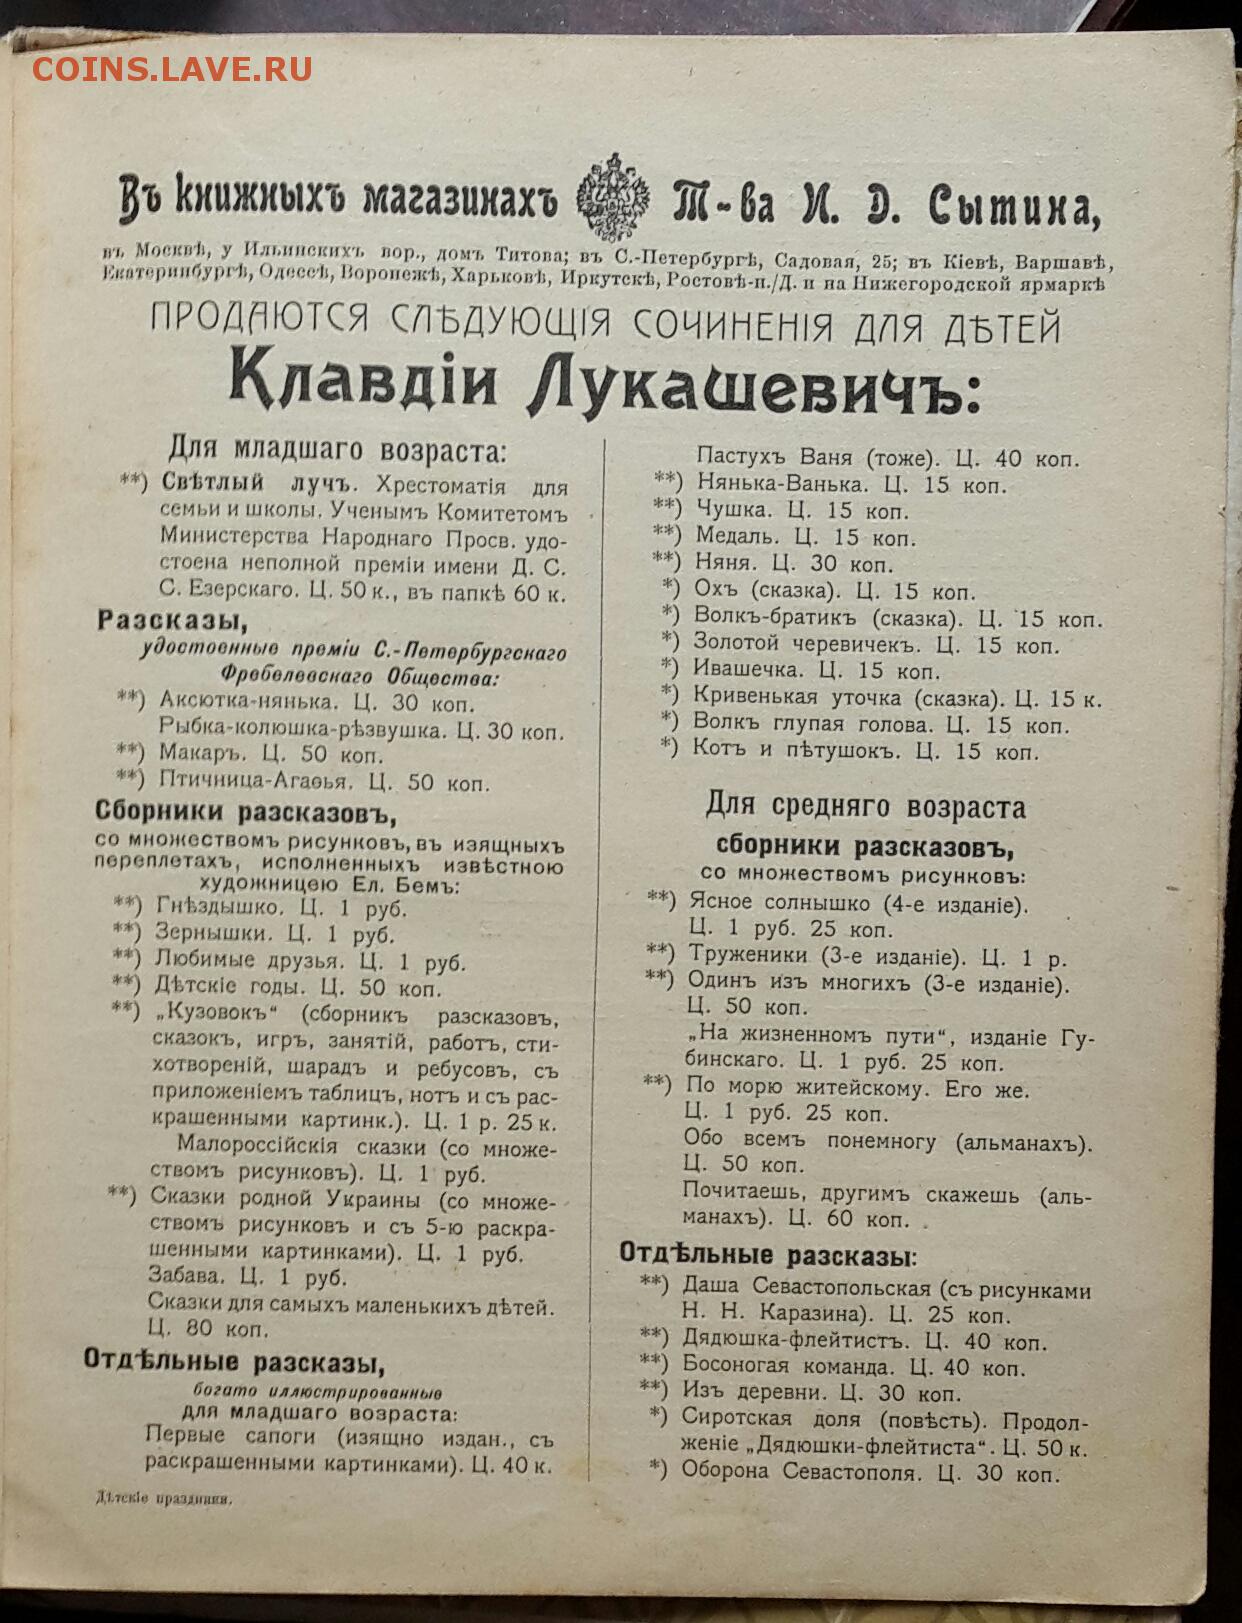 COINS.LAVE.RU
Въ книжныхъ магазинахъ Т-ва И. Д. Сытина,
въ Москвѣ, у Ильинскихъ вор., домъ Титова; въ С.-Петербургѣ, Садовая, 25; въ Кіевѣ, Варшавѣ,
Екатеринбургѣ, Одессѣ, Воронежѣ, Харьковѣ, Иркутскѣ, Ростовѣ-н./Д. и на Нижегородской ярмаркѣ
ПРОДАЮТСЯ СЛѢДУЮЩІЯ СОЧИНЕНІЯ ДЛЯ ДѢТЕЙ
Клавдіи Лукашевичъ:
Для младшаго возраста:
**) Свѣтлый лучъ. Хрестоматія для
семьи и школы. Ученымъ Комитетомъ
Министерства Народнаго Просв. удо-
стоена неполной преміи имени Д. С.
С. Езерскаго. Ц. 50 к., въ папкѣ 60 к.
Разсказы,
удостоенные преміи С.-Петербургскаго
Фребелевскаго Общества:
**) Аксютка-нянька. Ц. 30 коп.
Рыбка-колюшка-рѣзвушка. Ц. 30 коп.
**) Макаръ. Ц. 50 коп.
**) Птичница-Агаѳья. Ц. 50 коп.
Сборники разсказовъ,
со множествомъ рисунковъ, въ изящныхъ
переплетахъ, исполненныхъ извѣстною
художницею Ел. Бемъ:
**) Гнѣздышко. Ц. 1 руб.
**) Зернышки. Ц. 1 руб.
**) Любимые друзья. Ц. 1 руб.
**) Дѣтскіе годы. Ц. 50 коп.
**) „Кузовокъ“ (сборникъ разсказовъ,
сказокъ, игръ, занятій, работъ, сти-
хотвореній, шарадъ и ребусовъ, съ
приложеніемъ таблицъ, нотъ и съ рас-
крашенными картинк.). Ц. 1 р. 25 к.
Малороссійскія сказки (со множе-
ствомъ рисунковъ). Ц. 1 руб.
**) Сказки родной Украины (со множе-
ствомъ рисунковъ и съ 5-ю раскра-
шенными картинками). Ц. 1 руб.
Забава. Ц. 1 руб.
Сказки для самыхъ маленькихъ дѣтей.
Ц. 80 коп.
Отдѣльные разсказы,
богато иллюстрированные
для младшаго возраста:
Первые сапоги (изящно издан., съ
раскрашенными картинками). Ц. 40 к.
Дѣтскіе праздники.
Пастухъ Ваня (тоже). Ц. 40 коп.
**) Нянька-Ванька. Ц. 15 коп.
**) Чушка. Ц. 15 коп.
**) Медаль. Ц. 15 коп.
**) Няня. Ц. 30 коп.
*) Охъ (сказка). Ц. 15 коп.
*) Волкъ-братикъ (сказка). Ц. 15 коп.
*) Золотой черевичекъ. Ц. 15 коп.
*) Ивашечка. Ц. 15 коп.
*) Кривенькая уточка (сказка). Ц. 15 к.
*) Волкъ глупая голова. Ц. 15 коп.
*) Котъ и пѣтушокъ. Ц. 15 коп.
Для средняго возраста
сборники разсказовъ,
со множествомъ рисунковъ:
**) Ясное солнышко (4-е изданіе).
Ц. 1 руб. 25 коп.
**) Труженики (3-е изданіе). Ц. 1 р.
**) Одинъ изъ многихъ (3-е изданіе).
Ц. 50 коп.
„На жизненномъ пути“, изданіе Гу-
бинскаго. Ц. 1 руб. 25 коп.
**) По морю житейскому. Его же.
Ц. 1 руб. 25 коп.
Обо всемъ понемногу (альманахъ).
Ц. 50 коп.
Почитаешь, другимъ скажешь (аль-
манахъ). Ц. 60 коп.
Отдѣльные разсказы:
**) Даша Севастопольская (съ рисунками
Н. Н. Каразина). Ц. 25 коп.
**) Дядюшка-флейтистъ. Ц. 40 коп.
**) Босоногая команда. Ц. 40 коп.
**) Изъ деревни. Ц. 30 коп.
*) Сиротская доля (повѣсть). Продол-
женіе „Дядюшки-флейтиста“. Ц. 50 к.
*) Оборона Севастополя. Ц. 30 коп.